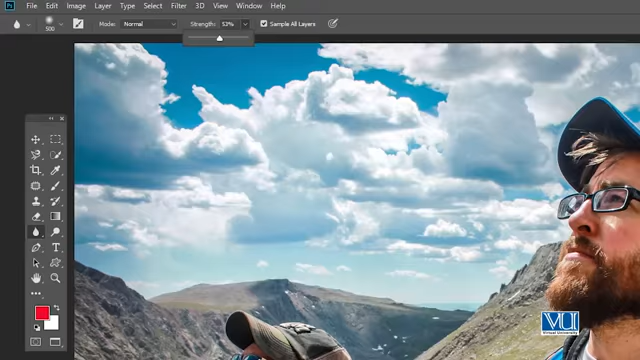 Ps File Edit Image Layer Type Select Filter 3D View Window Help
500 Mode: Normal Strength: 53% Sample All Layers
T
VU
Virtual University